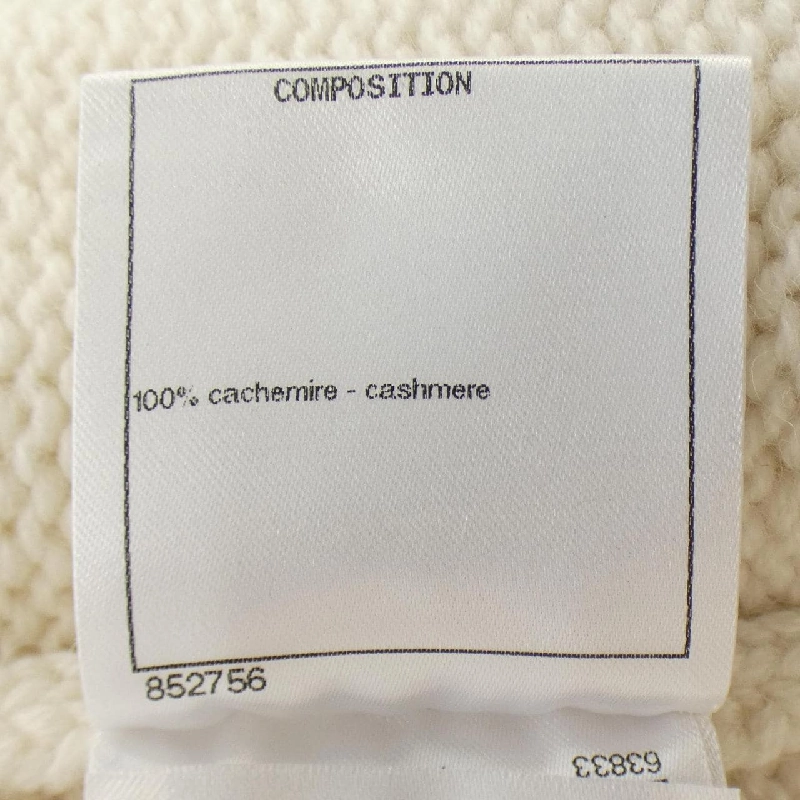 COMPOSITION
100% cachemire - cashmere
852756
63833